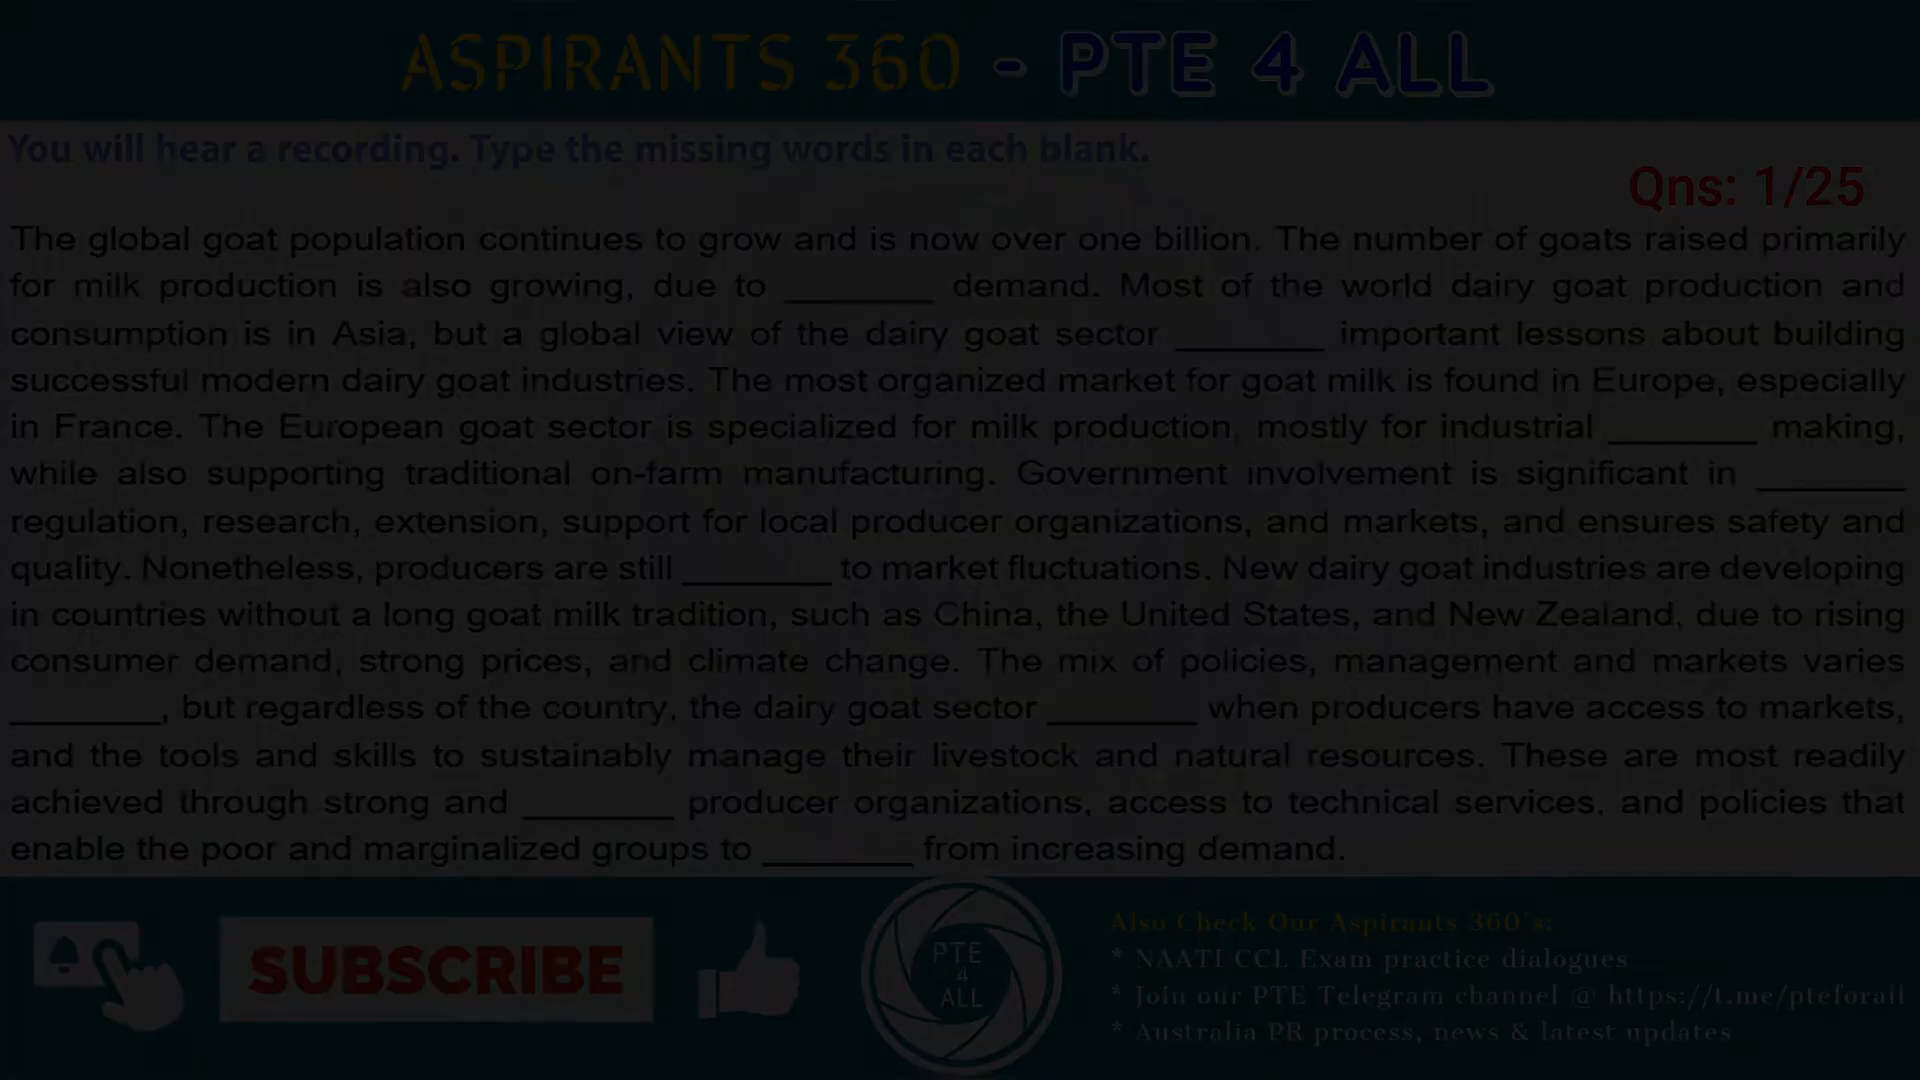 ASPIRANTS 360 - PTE 4 ALL
You will hear a recording. Type the missing words in each blank.
Qns: 1/25
The global goat population continues to grow and is now over one billion. The number of goats raised primarily
for milk production is also growing, due to ________ demand. Most of the world dairy goat production and
consumption is in Asia, but a global view of the dairy goat sector ________ important lessons about building
successful modern dairy goat industries. The most organized market for goat milk is found in Europe, especially
in France. The European goat sector is specialized for milk production, mostly for industrial ________ making,
while also supporting traditional on-farm manufacturing. Government involvement is significant in ________
regulation, research, extension, support for local producer organizations, and markets, and ensures safety and
quality. Nonetheless, producers are still ________ to market fluctuations. New dairy goat industries are developing
in countries without a long goat milk tradition, such as China, the United States, and New Zealand, due to rising
consumer demand, strong prices, and climate change. The mix of policies, management and markets varies
________, but regardless of the country, the dairy goat sector ________ when producers have access to markets,
and the tools and skills to sustainably manage their livestock and natural resources. These are most readily
achieved through strong and ________ producer organizations, access to technical services, and policies that
enable the poor and marginalized groups to ________ from increasing demand.
SUBSCRIBE
PTE
4
ALL
Also Check Our Aspirants 360's:
* NAATI CCL Exam practice dialogues
* Join our PTE Telegram channel @ https://t.me/pteforall
* Australia PR process, news & latest updates